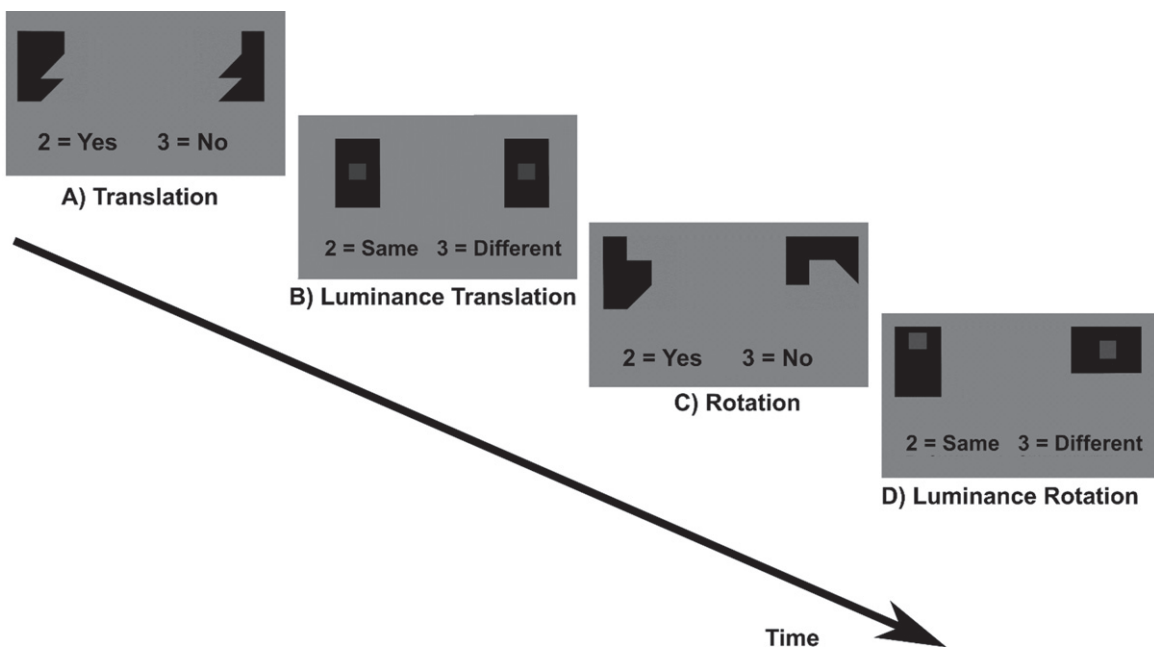 2 = Yes 3 = No
A) Translation
2 = Same 3 = Different
B) Luminance Translation
2 = Yes 3 = No
C) Rotation
2 = Same 3 = Different
D) Luminance Rotation
Time